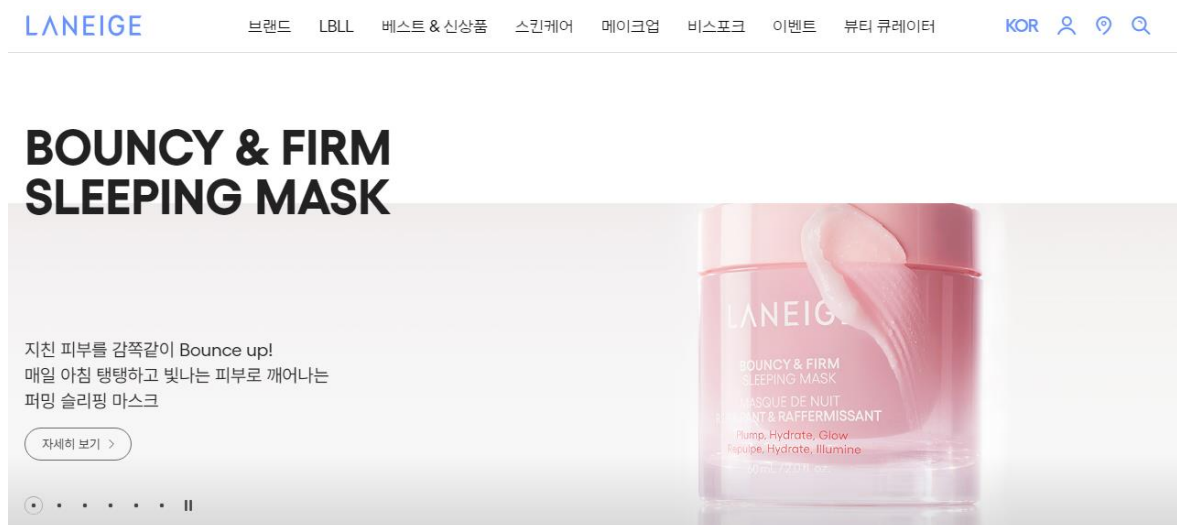 LANEIGE
브랜드 LBLL 베스트 & 신상품 스킨케어 메이크업 비스포크 이벤트 뷰티 큐레이터 KOR
BOUNCY & FIRM
SLEEPING MASK
지친 피부를 감쪽같이 Bounce up!
매일 아침 탱탱하고 빛나는 피부로 깨어나는
퍼밍 슬리핑 마스크
자세히 보기 >
LANEIG
BOUNCY & FIRM
SLEEPING MASK
MASQUE DE NUIT
& RAFFERMISSANT
Plump, Hydrate, Glow
Repulpe, Hydrate, Illumine